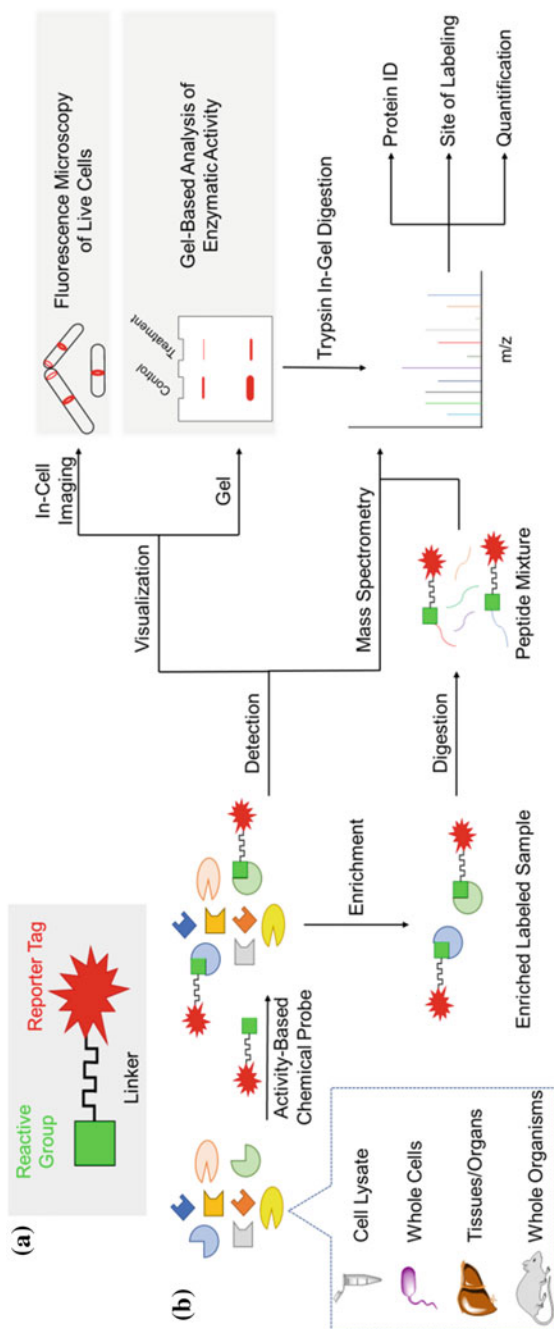 (a)
Reactive
Group
Reporter Tag
Linker
(b)
Cell Lysate
Whole Cells
Tissues/Organs
Whole Organisms
Activity-Based
Chemical Probe
Enrichment
Enriched Labeled Sample
Detection
Digestion
Peptide Mixture
Visualization
Mass Spectrometry
In-Cell
Imaging
Gel
Fluorescence Microscopy
of Live Cells
Control
Treatment
Gel-Based Analysis of
Enzymatic Activity
Trypsin In-Gel Digestion
m/z
Protein ID
Site of Labeling
Quantification